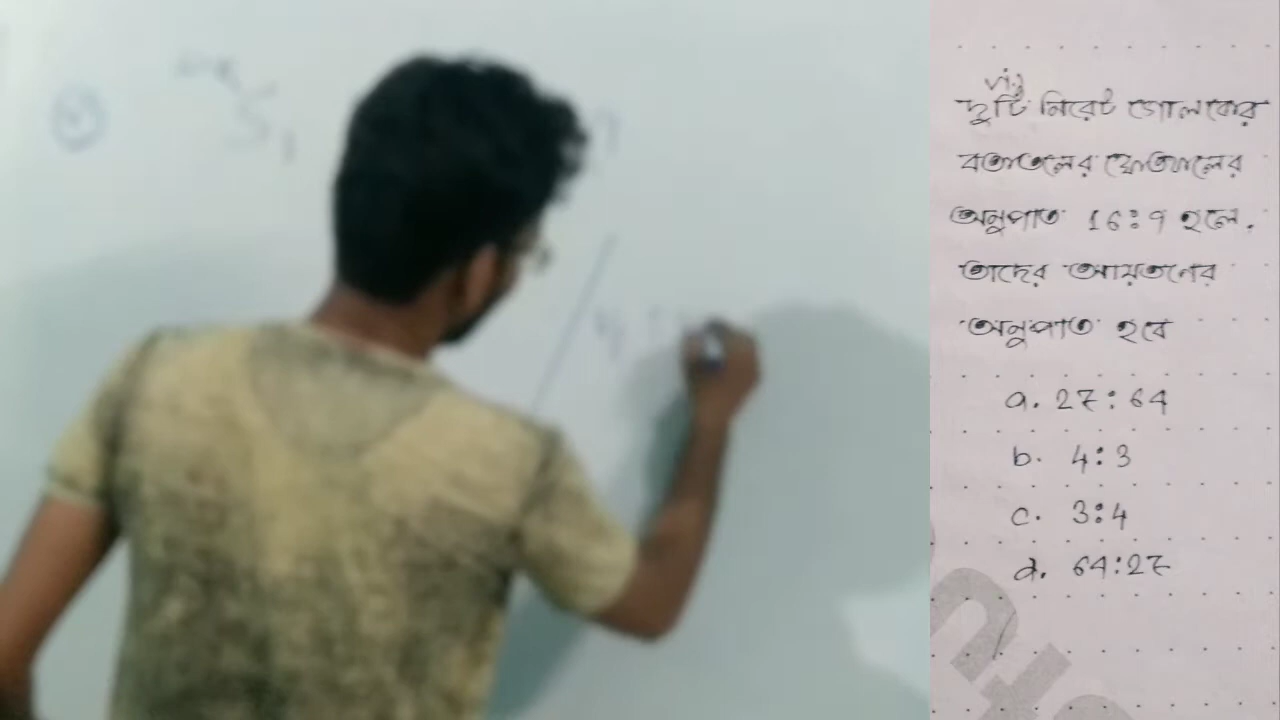 দুটি নিরেট গোলকের
বক্রতলের ক্ষেত্রফলের
অনুপাত 16:9 হলে,
তাদের আয়তনের
অনুপাত হবে
a. 27:64
b. 4:3
c. 3:4
d. 64:27